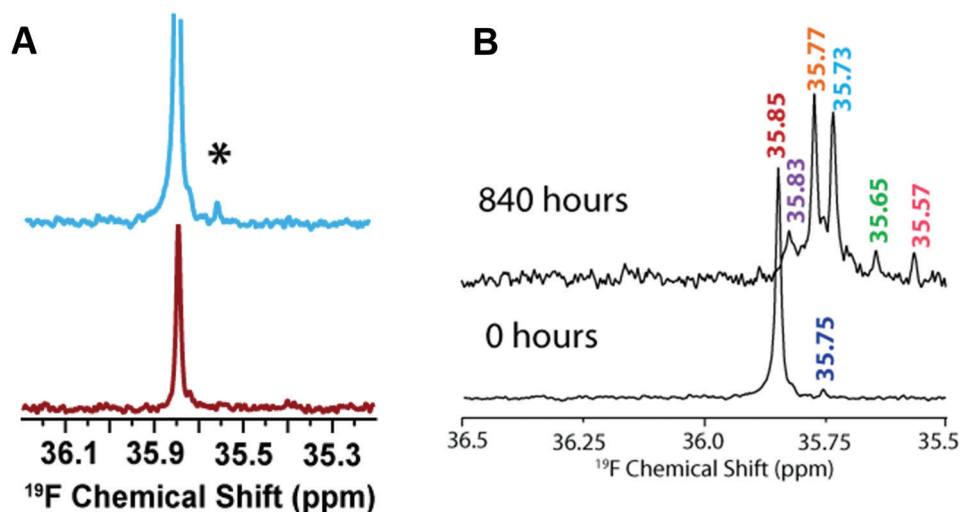 A
*
36.1 35.9 35.5 35.3
¹⁹F Chemical Shift (ppm)
B
35.85
35.83
35.77
35.73
35.65
35.57
840 hours
0 hours
35.75
36.5 36.25 36.0 35.75 35.5
¹⁹F Chemical Shift (ppm)